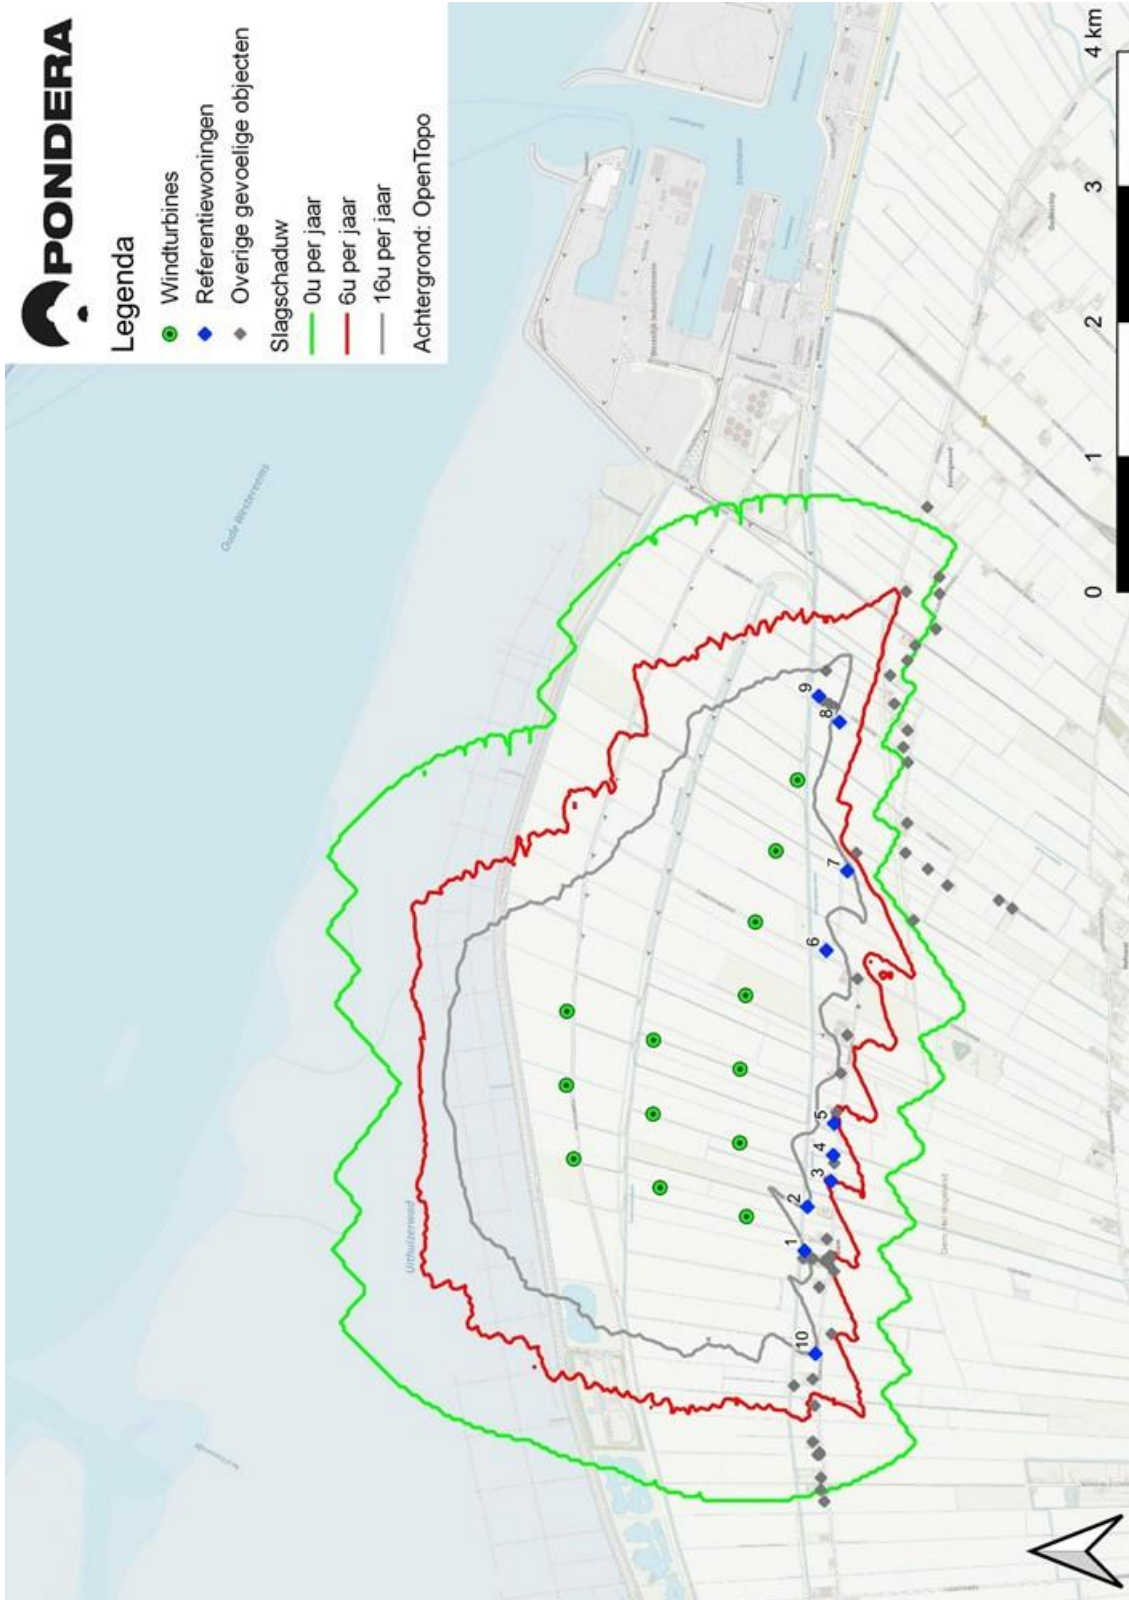 PONDERA
Legenda
Windturbines
Referentiewoningen
Overige gevoelige objecten
Slagschaduw
0u per jaar
6u per jaar
16u per jaar
Achtergrond: OpenTopo
Oude Westereems
Uithuizerwad
1
2
3
4
5
6
7
8
9
10
0
1
2
3
4 km